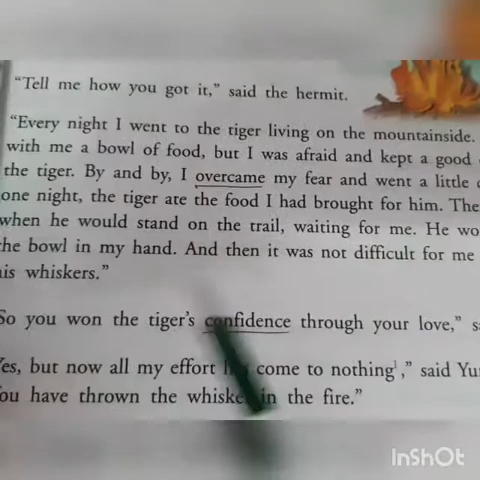 "Tell me how you got it," said the hermit.
"Every night I went to the tiger living on the mountainside.
with me a bowl of food, but I was afraid and kept a good
the tiger. By and by, I overcame my fear and went a little
one night, the tiger ate the food I had brought for him. The
when he would stand on the trail, waiting for me. He wo
the bowl in my hand. And then it was not difficult for me
his whiskers."
So you won the tiger's confidence through your love," s
Yes, but now all my effort come to nothing¹," said Yu
You have thrown the whisker in the fire."
InShOt